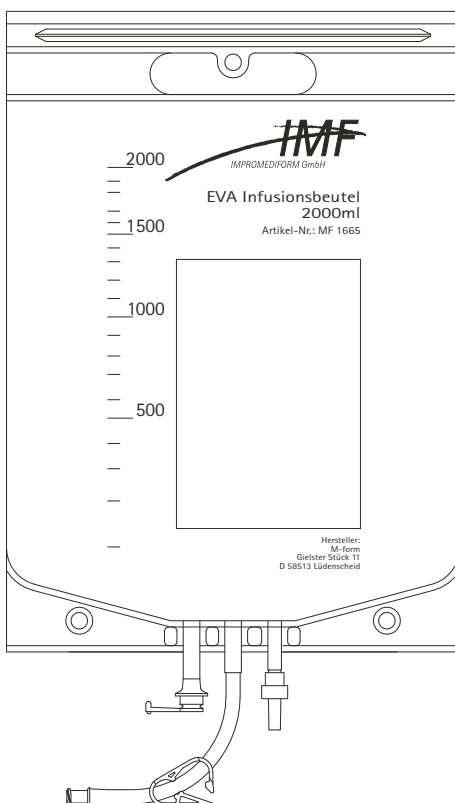 2000
IMF
IMPROMEDIFORM GmbH
EVA Infusionsbeutel
2000ml
1500
Artikel-Nr.: MF 1665
1000
500
Hersteller:
M-form
Gielster Stück 11
D 58513 Lüdenscheid